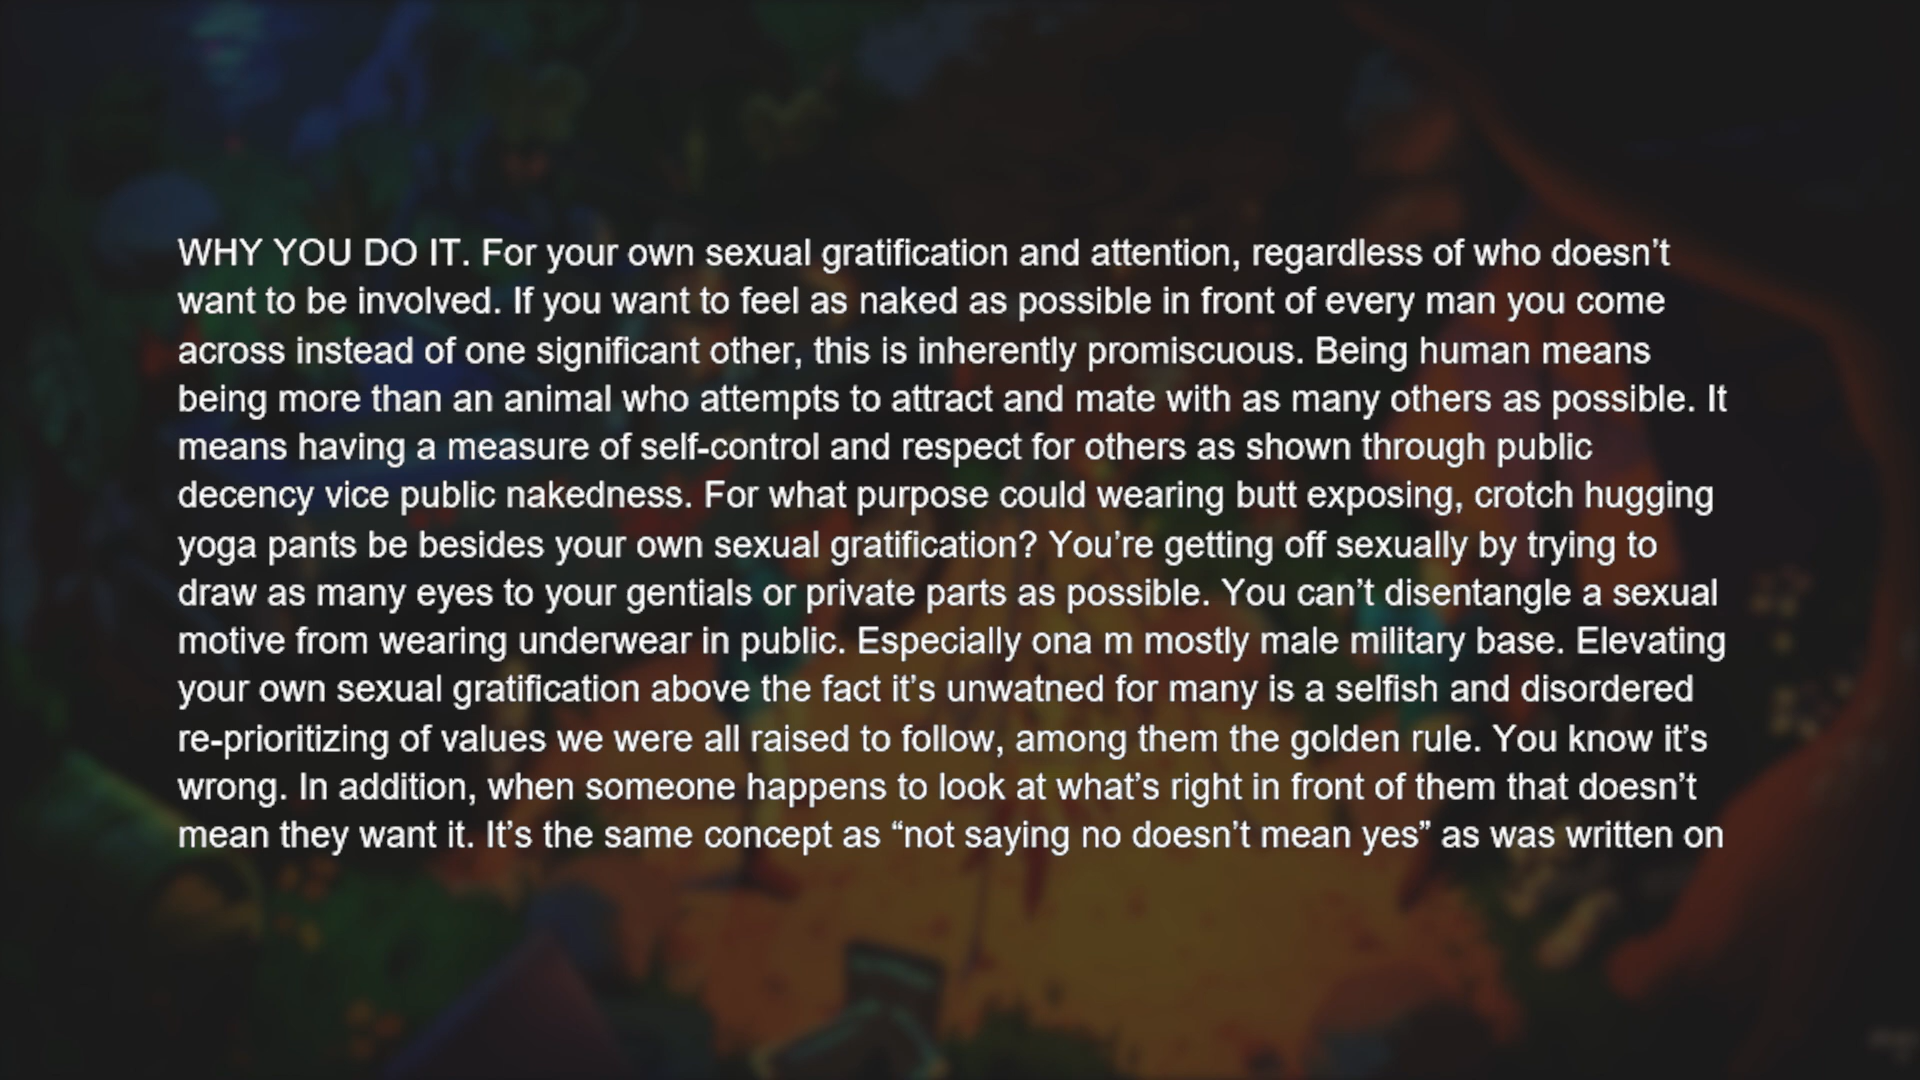 WHY YOU DO IT. For your own sexual gratification and attention, regardless of who doesn’t
want to be involved. If you want to feel as naked as possible in front of every man you come
across instead of one significant other, this is inherently promiscuous. Being human means
being more than an animal who attempts to attract and mate with as many others as possible. It
means having a measure of self-control and respect for others as shown through public
decency vice public nakedness. For what purpose could wearing butt exposing, crotch hugging
yoga pants be besides your own sexual gratification? You’re getting off sexually by trying to
draw as many eyes to your gentials or private parts as possible. You can’t disentangle a sexual
motive from wearing underwear in public. Especially ona m mostly male military base. Elevating
your own sexual gratification above the fact it’s unwatned for many is a selfish and disordered
re-prioritizing of values we were all raised to follow, among them the golden rule. You know it’s
wrong. In addition, when someone happens to look at what’s right in front of them that doesn’t
mean they want it. It’s the same concept as “not saying no doesn’t mean yes” as was written on